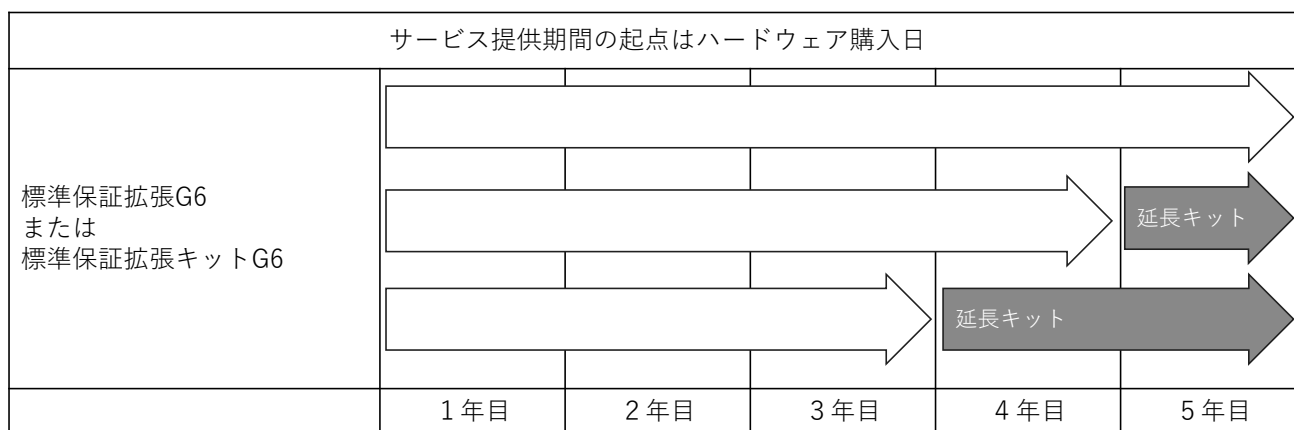 サービス提供期間の起点はハードウェア購入日
標準保証拡張G6
または
標準保証拡張キットG6
延長キット
延長キット
1年目
2年目
3年目
4年目
5年目